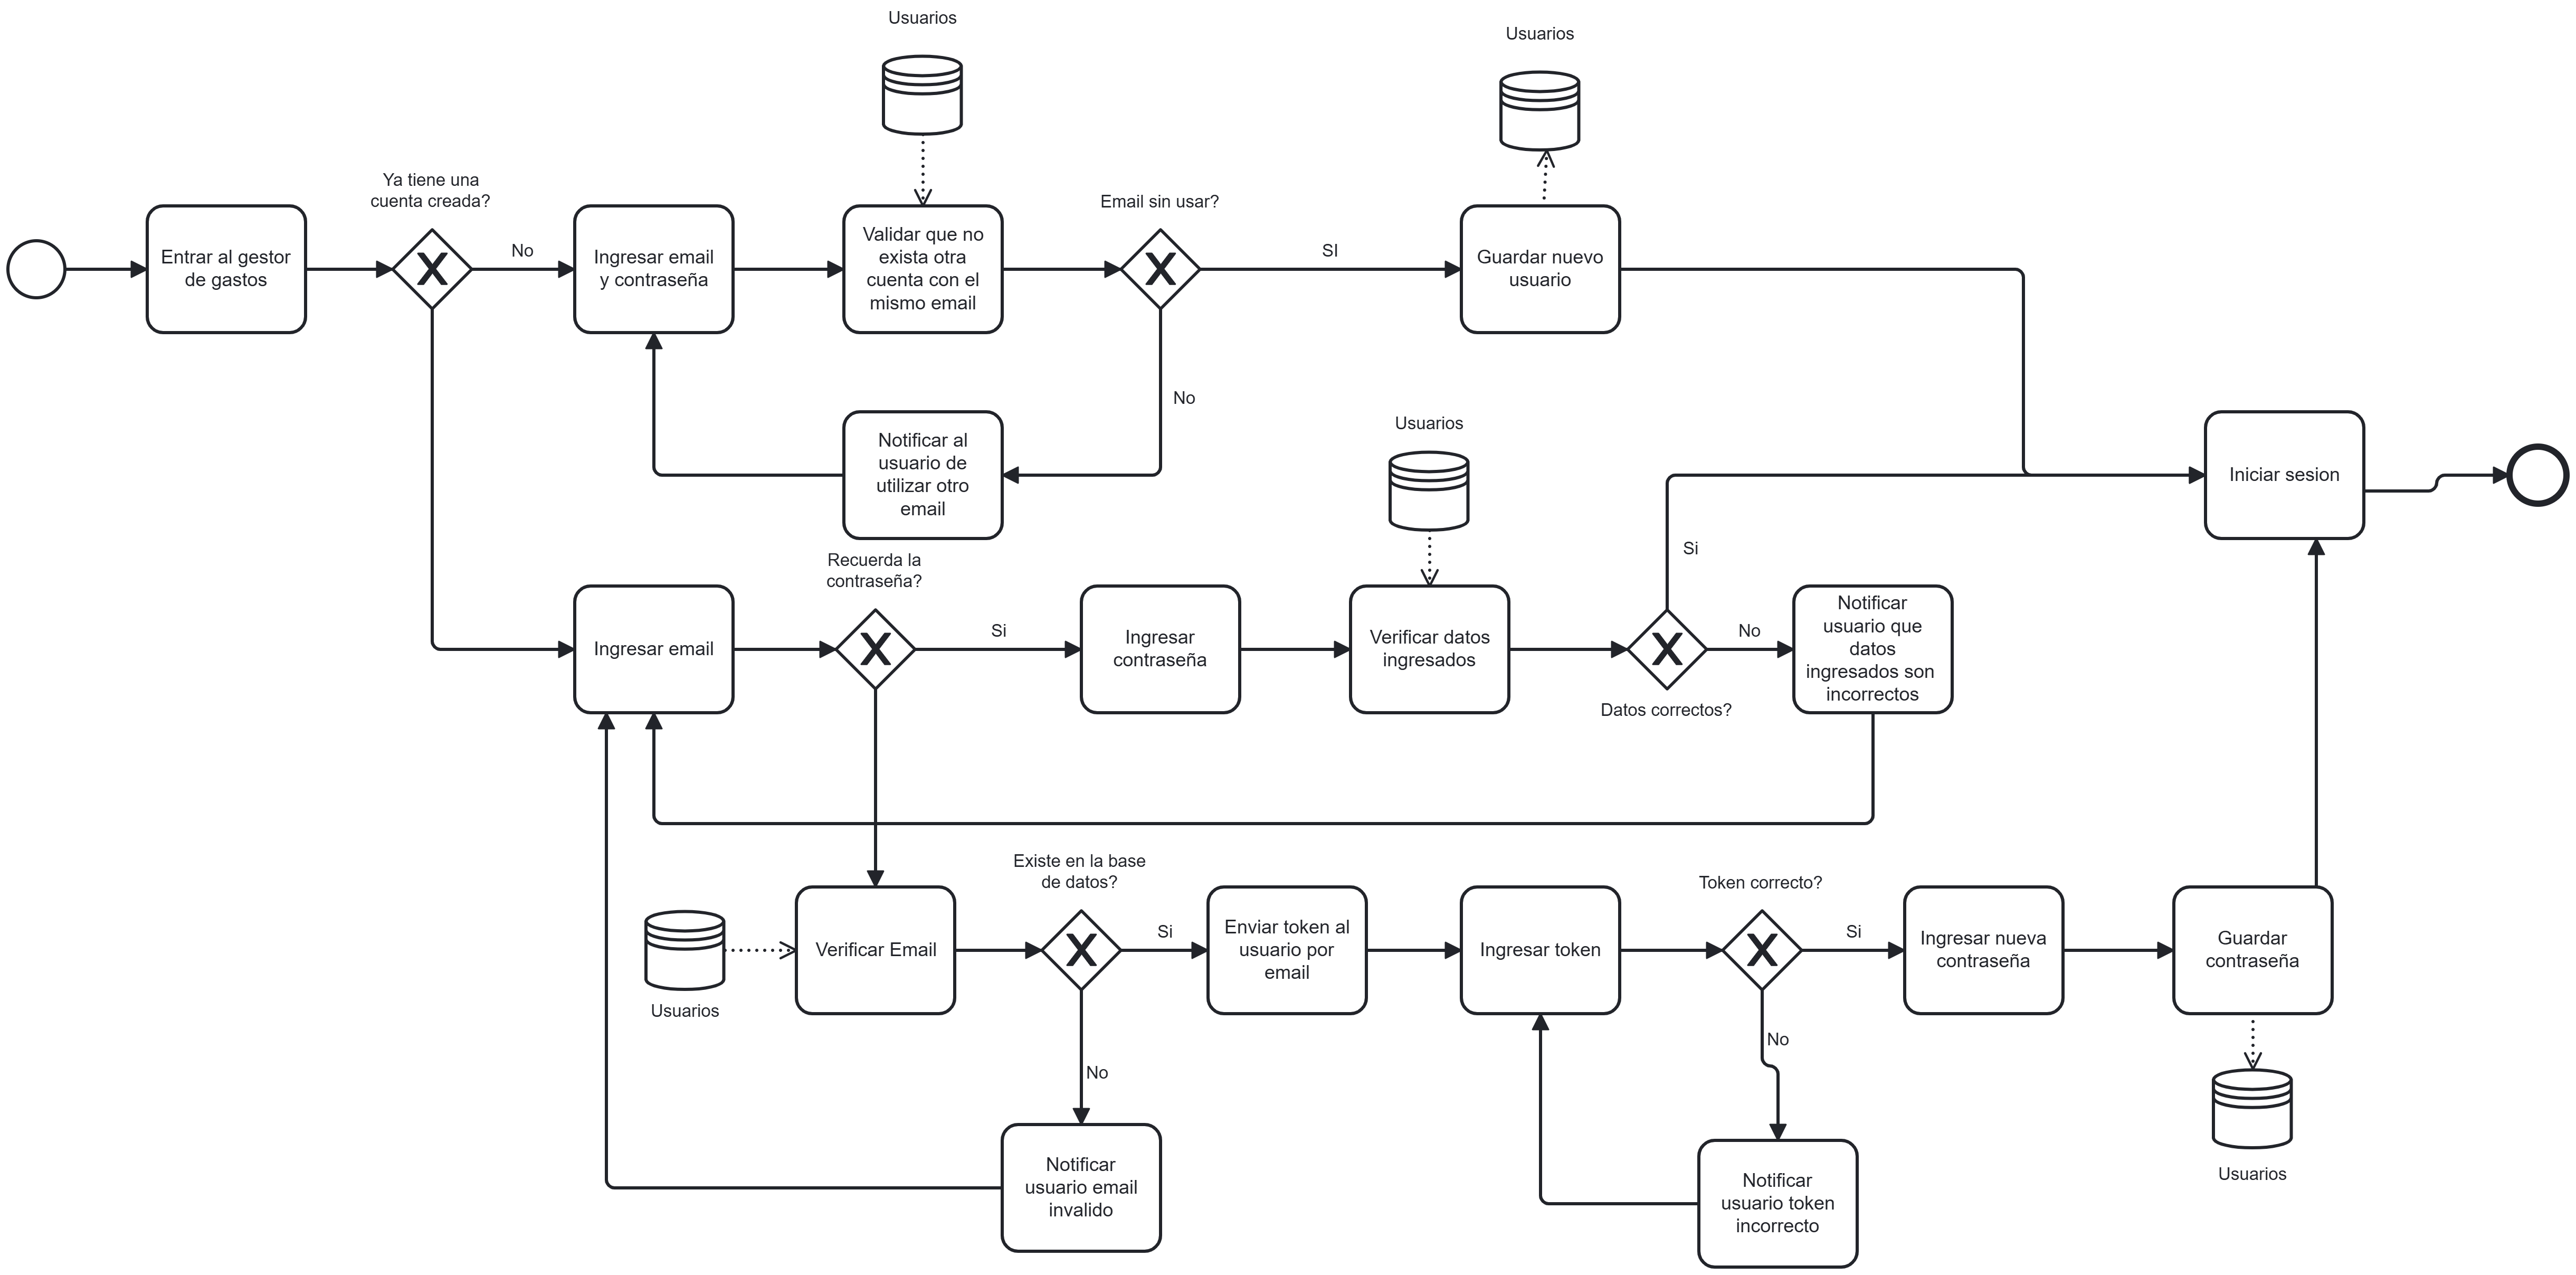 Usuarios
Usuarios
Ya tiene una
cuenta creada?
Email sin usar?
Entrar al gestor
de gastos
No
Ingresar email
y contraseña
Validar que no
exista otra
cuenta con el
mismo email
SI
Guardar nuevo
usuario
No
Notificar al
usuario de
utilizar otro
email
Usuarios
Iniciar sesion
Recuerda la
contraseña?
Si
Ingresar email
Si
Ingresar
contraseña
Verificar datos
ingresados
No
Notificar
usuario que
datos
ingresados son
incorrectos
Datos correctos?
Existe en la base
de datos?
Token correcto?
Usuarios
Verificar Email
Si
Enviar token al
usuario por
email
Ingresar token
Si
Ingresar nueva
contraseña
Guardar
contraseña
No
No
Notificar
usuario email
invalido
Notificar
usuario token
incorrecto
Usuarios